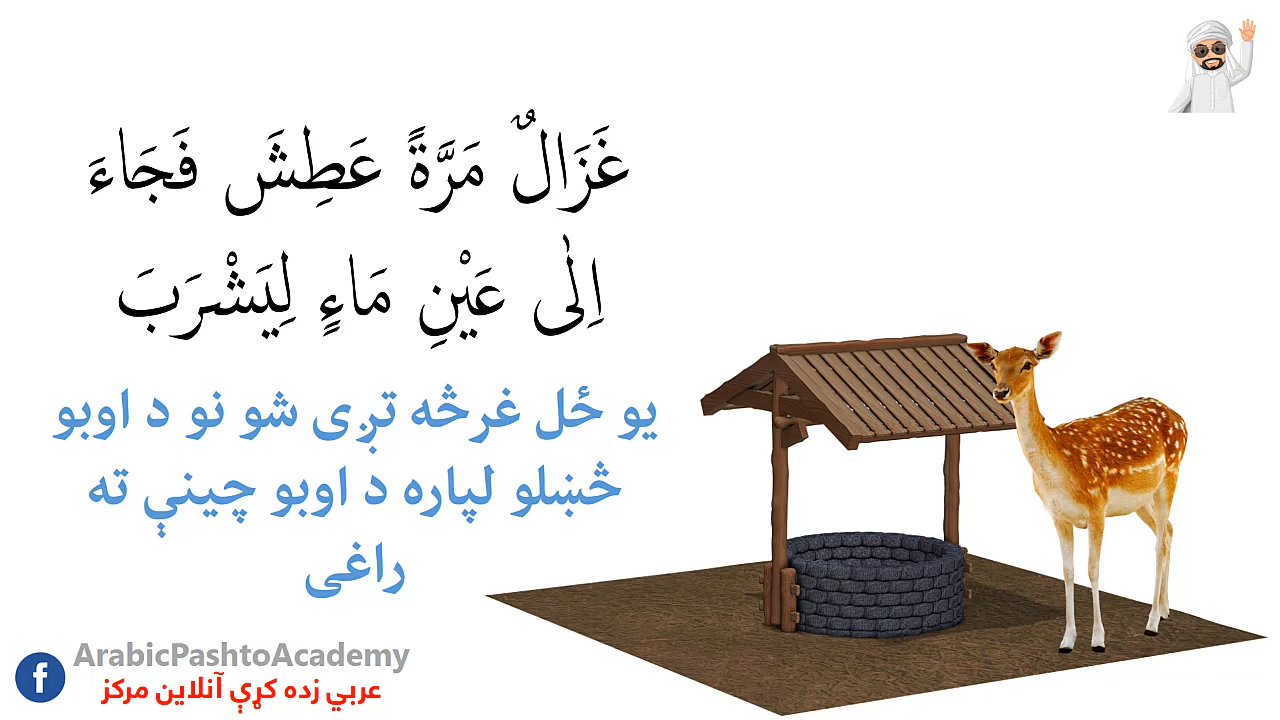 غَزَالٌ مَرَّةً عَطِشَ فَجَاءَ
اِلٰى عَيْنِ مَاءٍ لِيَشْرَبَ
يو ځل غرڅه تږی شو نو د اوبو
څښلو لپاره د اوبو چينې ته
راغی
ArabicPashtoAcademy
عربي زده کړې آنلاين مرکز